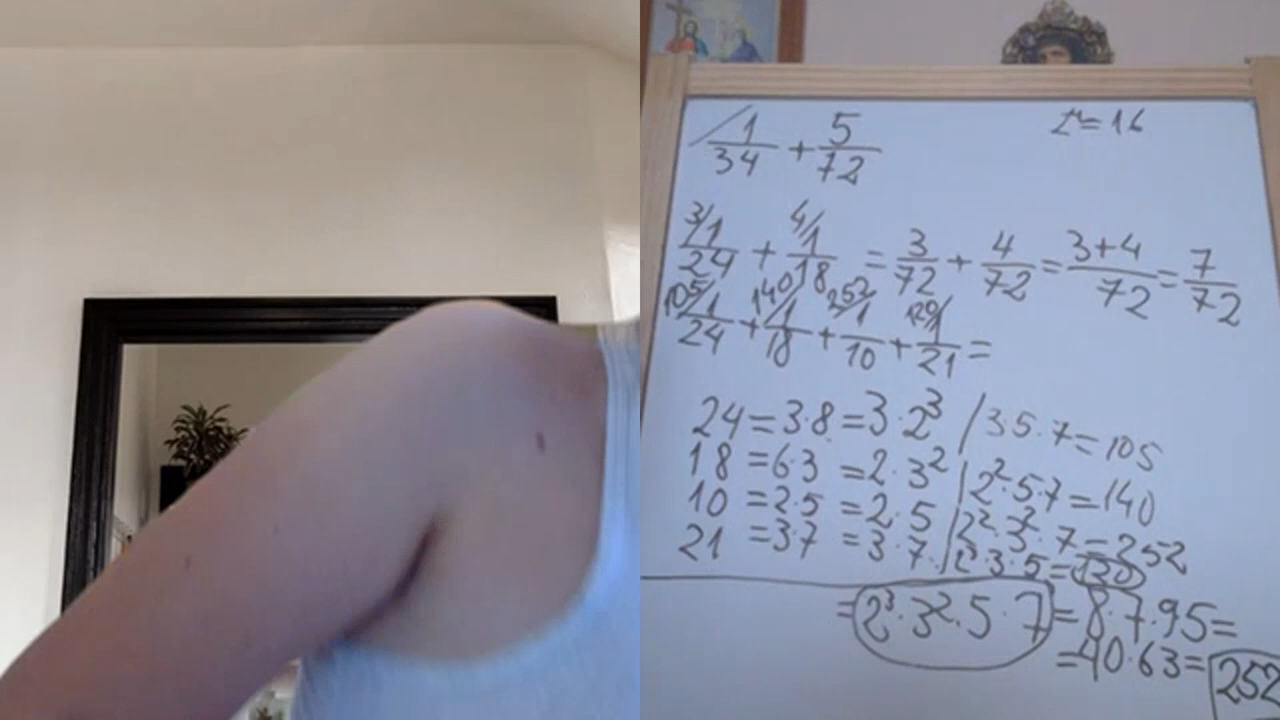 1/34 + 5/72
2⁴=16
3/ 1/24 + 4/ 1/18 = 3/72 + 4/72 = 3+4/72 = 7/72
105/ 1/24 + 140/ 1/18 + 252/ 1/10 + 120/ 1/21 =
24=3·8=3·2³ /3·5·7=105
18=6·3=2·3² /2²·5·7=140
10=2·5=2·5 /2²·3²·7=252
21=3·7=3·7 /2³·3·5=120
=2³·3²·5·7=8·7·95=
=40·63=252